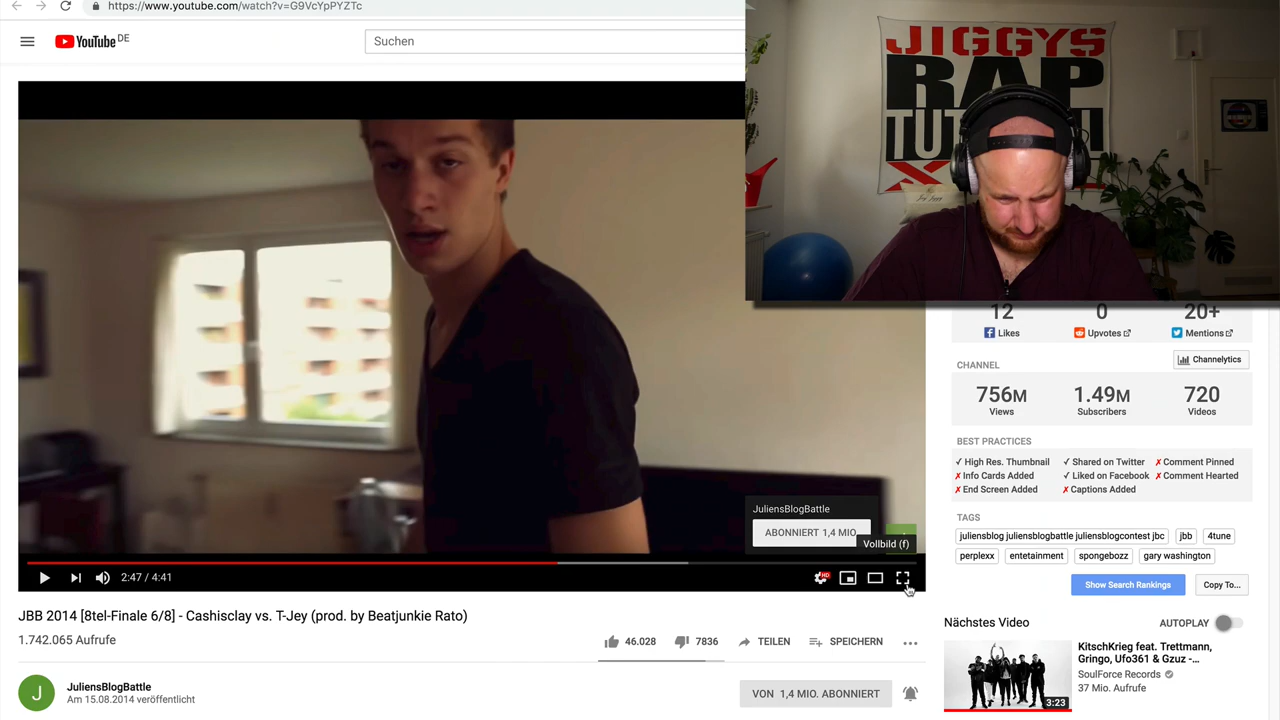 https://www.youtube.com/watch?v=G9VcYpPYZTc
YouTube DE
Suchen
JIGGYS
RAP
JuliensBlogBattle
ABONNIERT 1,4 MIO
Vollbild (f)
2:47 / 4:41
HD
JBB 2014 [8tel-Finale 6/8] - Cashisclay vs. T-Jey (prod. by Beatjunkie Rato)
1.742.065 Aufrufe
46.028
7836
TEILEN
SPEICHERN
J
JuliensBlogBattle
Am 15.08.2014 veröffentlicht
VON 1,4 MIO. ABONNIERT
12 0 20+
Likes Upvotes Mentions
CHANNEL
Channelytics
756M 1.49M 720
Views Subscribers Videos
BEST PRACTICES
✓ High Res. Thumbnail ✓ Shared on Twitter ✗ Comment Pinned
✗ Info Cards Added ✓ Liked on Facebook ✗ Comment Hearted
✗ End Screen Added ✗ Captions Added
TAGS
juliensblog juliensblogbattle juliensblogcontest jbc jbb 4tune
perplexx entetainment spongebozz gary washington
Show Search Rankings
Copy To...
Nächstes Video
AUTOPLAY
KitschKrieg feat. Trettmann,
Gringo, Ufo361 & Gzuz -...
SoulForce Records
37 Mio. Aufrufe
3:23